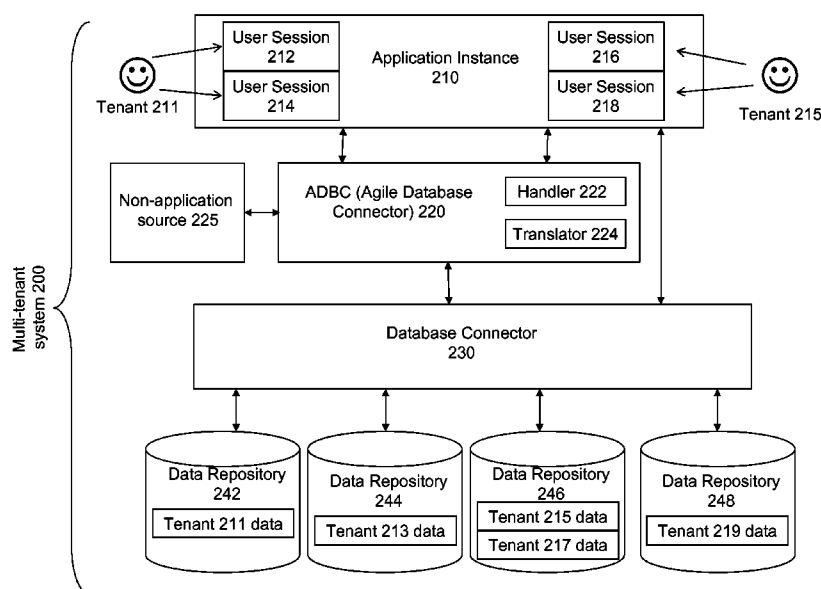 User Session
212
User Session
214
Application Instance
210
User Session
216
User Session
218
Tenant 211
Tenant 215
Non-application
source 225
ADBC (Agile Database
Connector) 220
Handler 222
Translator 224
Multi-tenant
system 200
Database Connector
230
Data Repository
242
Tenant 211 data
Data Repository
244
Tenant 213 data
Data Repository
246
Tenant 215 data
Tenant 217 data
Data Repository
248
Tenant 219 data